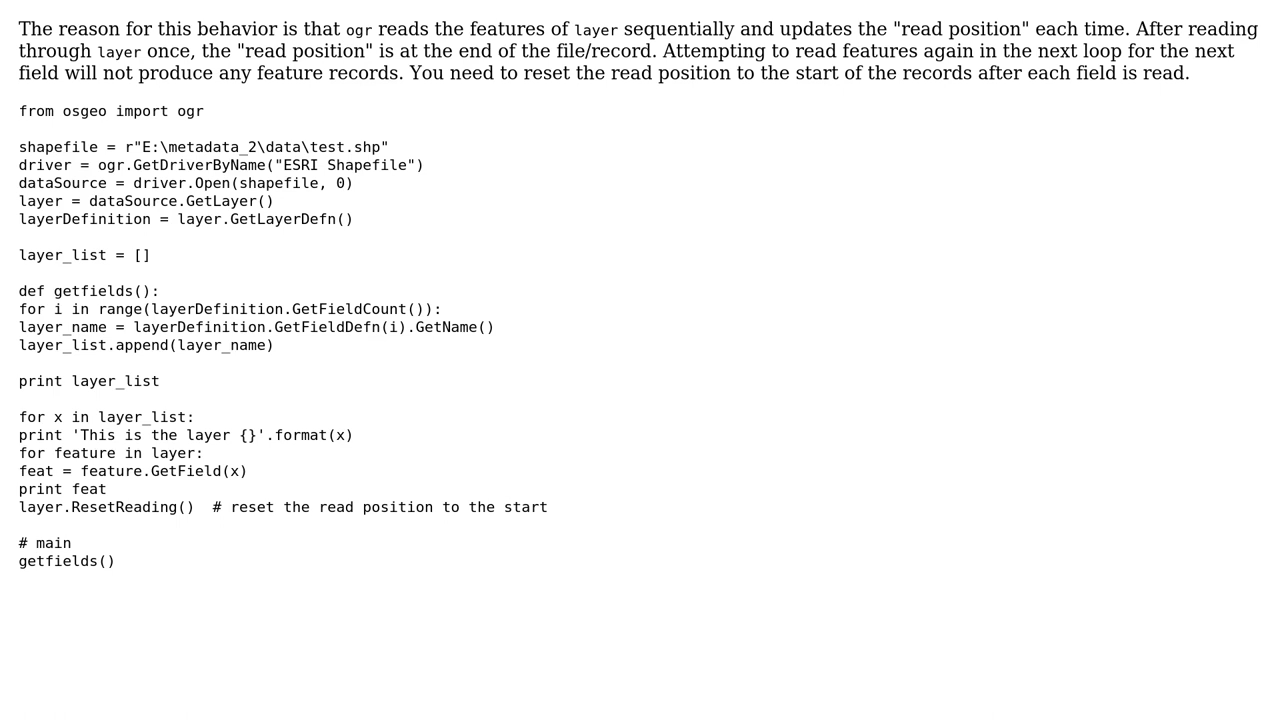 The reason for this behavior is that ogr reads the features of layer sequentially and updates the "read position" each time. After reading
through layer once, the "read position" is at the end of the file/record. Attempting to read features again in the next loop for the next
field will not produce any feature records. You need to reset the read position to the start of the records after each field is read.
from osgeo import ogr
shapefile = r"E:\metadata_2\data\test.shp"
driver = ogr.GetDriverByName("ESRI Shapefile")
dataSource = driver.Open(shapefile, 0)
layer = dataSource.GetLayer()
layerDefinition = layer.GetLayerDefn()
layer_list = []
def getfields():
for i in range(layerDefinition.GetFieldCount()):
layer_name = layerDefinition.GetFieldDefn(i).GetName()
layer_list.append(layer_name)
print layer_list
for x in layer_list:
print 'This is the layer {}'.format(x)
for feature in layer:
feat = feature.GetField(x)
print feat
layer.ResetReading()  # reset the read position to the start
# main
getfields()